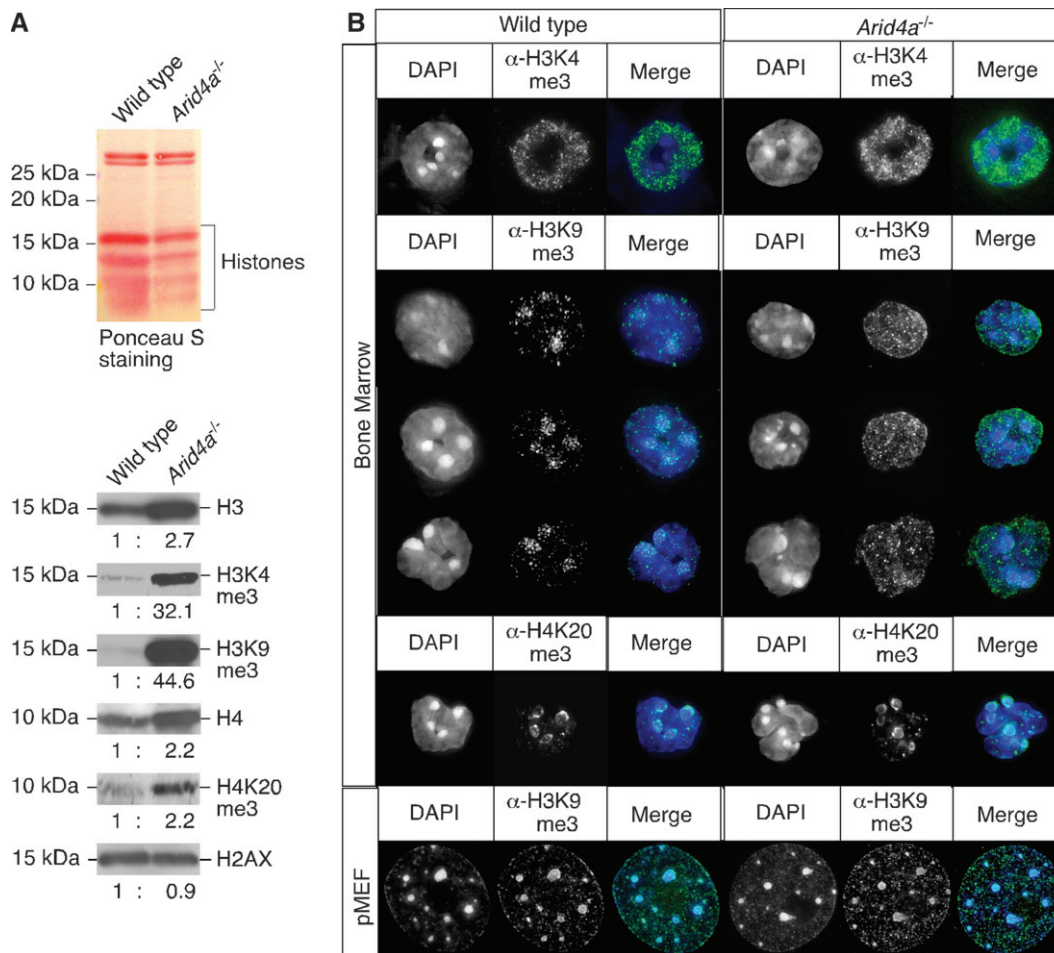 A
Wild type
Arid4a-/-
25 kDa
20 kDa
15 kDa
10 kDa
Histones
Ponceau S
staining
Wild type
Arid4a-/-
15 kDa
H3
1 : 2.7
15 kDa
H3K4
me3
1 : 32.1
15 kDa
H3K9
me3
1 : 44.6
10 kDa
H4
1 : 2.2
10 kDa
H4K20
me3
1 : 2.2
15 kDa
H2AX
1 : 0.9
B
Wild type
Arid4a-/-
Bone Marrow
DAPI
α-H3K4
me3
Merge
DAPI
α-H3K4
me3
Merge
DAPI
α-H3K9
me3
Merge
DAPI
α-H3K9
me3
Merge
DAPI
α-H4K20
me3
Merge
DAPI
α-H4K20
me3
Merge
pMEF
DAPI
α-H3K9
me3
Merge
DAPI
α-H3K9
me3
Merge